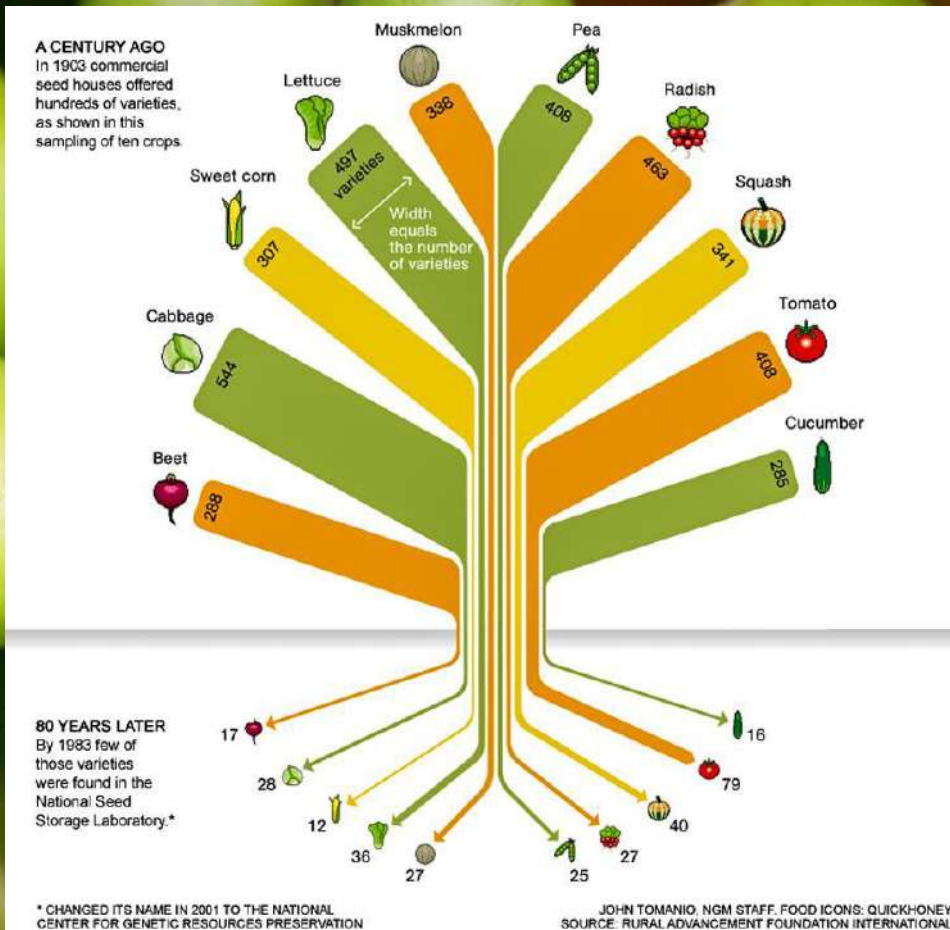 A CENTURY AGO
In 1903 commercial
seed houses offered
hundreds of varieties,
as shown in this
sampling of ten crops.
Muskmelon
338
Pea
408
Lettuce
497
varieties
Width
equals
the number
of varieties
Radish
463
Sweet corn
307
Squash
341
Cabbage
544
Tomato
408
Beet
288
Cucumber
285
80 YEARS LATER
By 1983 few of
those varieties
were found in the
National Seed
Storage Laboratory.*
17
28
12
36
27
25
27
40
79
16
* CHANGED ITS NAME IN 2001 TO THE NATIONAL
CENTER FOR GENETIC RESOURCES PRESERVATION
JOHN TOMANIO, NGM STAFF. FOOD ICONS: QUICKHONEY
SOURCE: RURAL ADVANCEMENT FOUNDATION INTERNATIONAL